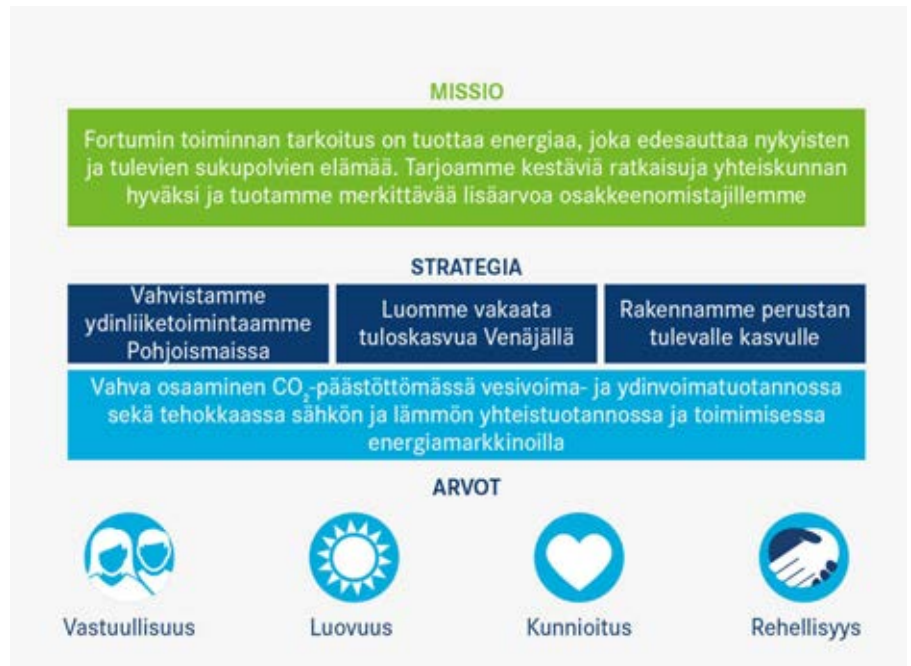 MISSIO
Fortumin toiminnan tarkoitus on tuottaa energiaa, joka edesauttaa nykyisten
ja tulevien sukupolvien elämää. Tarjoamme kestäviä ratkaisuja yhteiskunnan
hyväksi ja tuotamme merkittävää lisäarvoa osakkeenomistajillemme
STRATEGIA
Vahvistamme
ydinliiketoimintaamme
Pohjoismaissa
Luomme vakaata
tuloskasvua Venäjällä
Rakennamme perustan
tulevalle kasvulle
Vahva osaaminen CO₂-päästöttömässä vesivoima- ja ydinvoimatuotannossa
sekä tehokkaassa sähkön ja lämmön yhteistuotannossa ja toimimisessa
energiamarkkinoilla
ARVOT
Vastuullisuus
Luovuus
Kunnioitus
Rehellisyys